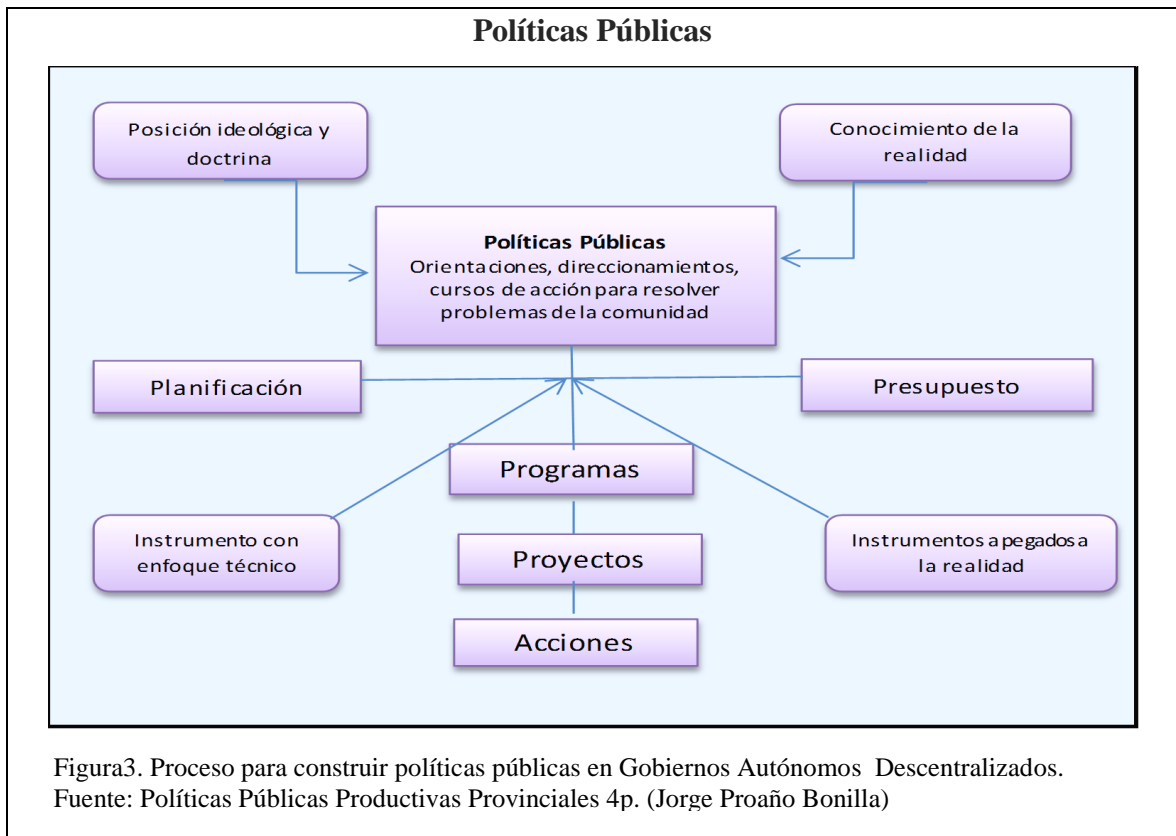 Políticas Públicas
Posición ideológica y
doctrina
Conocimiento de la
realidad
Políticas Públicas
Orientaciones, direccionamientos,
cursos de acción para resolver
problemas de la comunidad
Planificación
Presupuesto
Programas
Instrumento con
enfoque técnico
Proyectos
Instrumentos apegados a
la realidad
Acciones
Figura3. Proceso para construir políticas públicas en Gobiernos Autónomos Descentralizados.
Fuente: Políticas Públicas Productivas Provinciales 4p. (Jorge Proaño Bonilla)